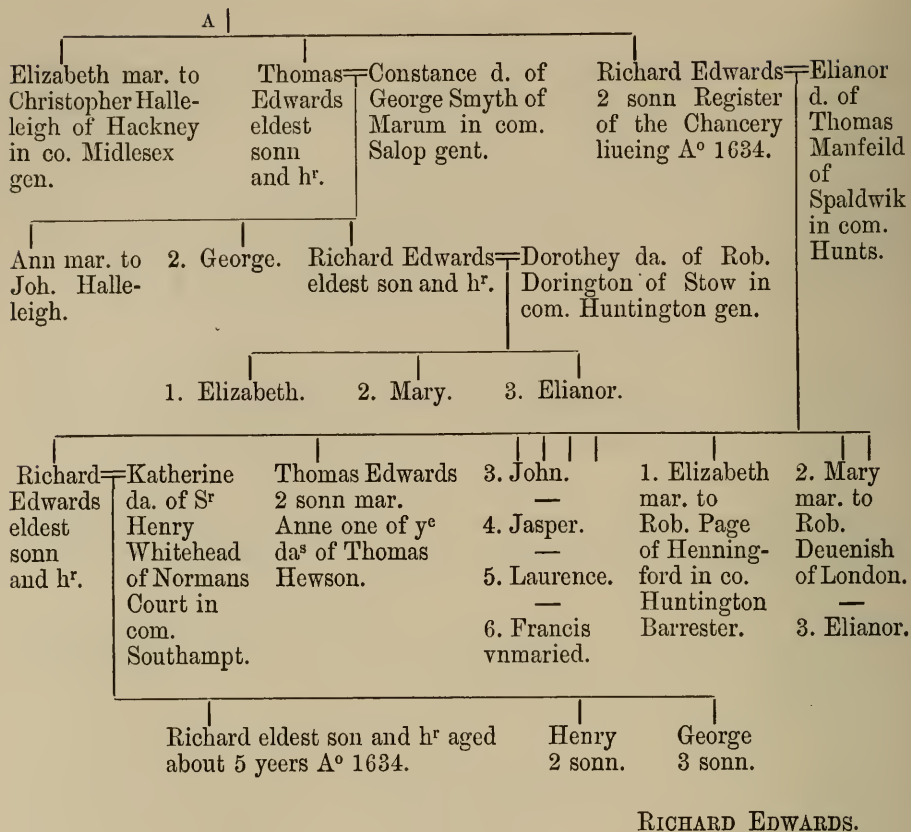 A
Elizabeth mar. to
Christopher Halle-
leigh of Hackney
in co. Midlesex
gen.
Thomas
Edwards
eldest
sonn
and hr.
Constance d. of
George Smyth of
Marum in com.
Salop gent.
Richard Edwards
2 sonn Register
of the Chancery
liueing Ao 1634.
Elianor
d. of
Thomas
Manfeild
of
Spaldwik
in com.
Hunts.
Ann mar. to
Joh. Halle-
leigh.
2. George.
Richard Edwards
eldest son and hr.
Dorothey da. of Rob.
Dorington of Stow in
com. Huntington gen.
1. Elizabeth. 2. Mary. 3. Elianor.
Richard
Edwards
eldest
sonn
and hr.
Katherine
da. of Sr
Henry
Whitehead
of Normans
Court in
com.
Southampt.
Thomas Edwards
2 sonn mar.
Anne one of ye
das of Thomas
Hewson.
3. John.
—
4. Jasper.
—
5. Laurence.
—
6. Francis
vnmaried.
1. Elizabeth
mar. to
Rob. Page
of Henning-
ford in co.
Huntington
Barrester.
2. Mary
mar. to
Rob.
Deuenish
of London.
—
3. Elianor.
Richard eldest son and hr aged
about 5 yeers Ao 1634.
Henry
2 sonn.
George
3 sonn.
RICHARD EDWARDS.